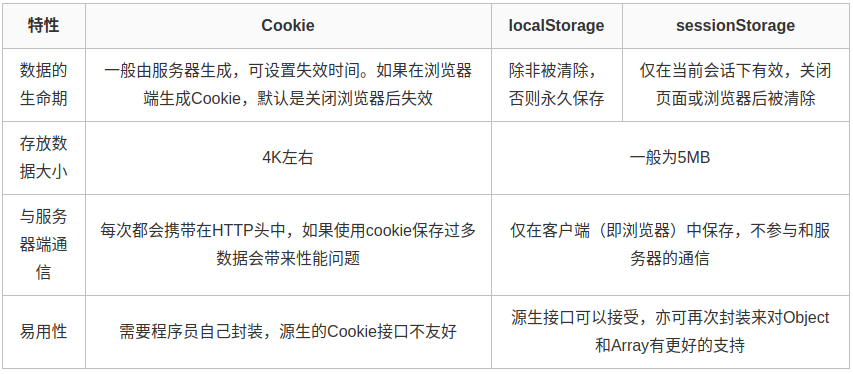 特性 Cookie localStorage sessionStorage
数据的
生命期
一般由服务器生成，可设置失效时间。如果在浏览器
端生成Cookie，默认是关闭浏览器后失效
除非被清除，
否则永久保存
仅在当前会话下有效，关闭
页面或浏览器后被清除
存放数
据大小
4K左右
一般为5MB
与服务
器端通
信
每次都会携带在HTTP头中，如果使用cookie保存过多
数据会带来性能问题
仅在客户端（即浏览器）中保存，不参与和服
务器的通信
易用性
需要程序员自己封装，源生的Cookie接口不友好
源生接口可以接受，亦可再次封装来对Object
和Array有更好的支持